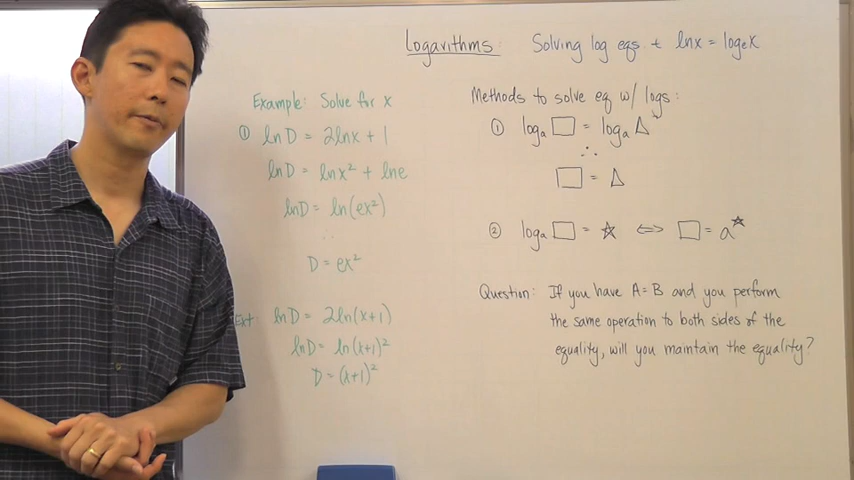 Logarithms: Solving log eqs + lnx = logₑx
Example: Solve for x
① lnD = 2lnx + 1
lnD = lnx² + lne
lnD = ln(ex²)
D = ex²
Ext: lnD = 2ln(x+1)
lnD = ln(x+1)²
D = (x+1)²
Methods to solve eq w/ logs:
① logₐ □ = logₐ △
∴
□ = △
② logₐ □ = ☆ ⇔ □ = a^☆
Question: If you have A=B and you perform
the same operation to both sides of the
equality, will you maintain the equality?